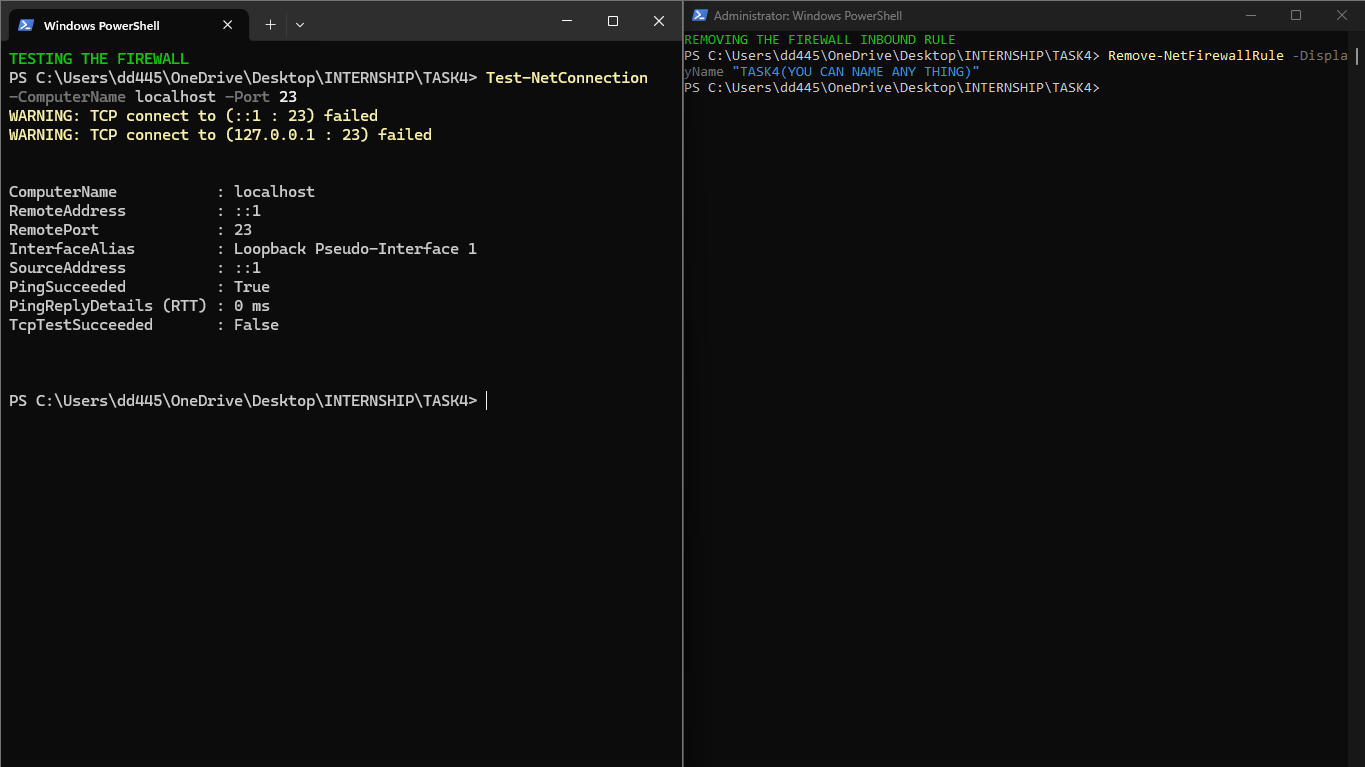 Windows PowerShell
TESTING THE FIREWALL
PS C:\Users\dd445\OneDrive\Desktop\INTERNSHIP\TASK4> Test-NetConnection
-ComputerName localhost -Port 23
WARNING: TCP connect to (::1 : 23) failed
WARNING: TCP connect to (127.0.0.1 : 23) failed
ComputerName : localhost
RemoteAddress : ::1
RemotePort : 23
InterfaceAlias : Loopback Pseudo-Interface 1
SourceAddress : ::1
PingSucceeded : True
PingReplyDetails (RTT) : 0 ms
TcpTestSucceeded : False
PS C:\Users\dd445\OneDrive\Desktop\INTERNSHIP\TASK4>
Administrator: Windows PowerShell
REMOVING THE FIREWALL INBOUND RULE
PS C:\Users\dd445\OneDrive\Desktop\INTERNSHIP\TASK4> Remove-NetFirewallRule -Displa
yName "TASK4(YOU CAN NAME ANY THING)"
PS C:\Users\dd445\OneDrive\Desktop\INTERNSHIP\TASK4>